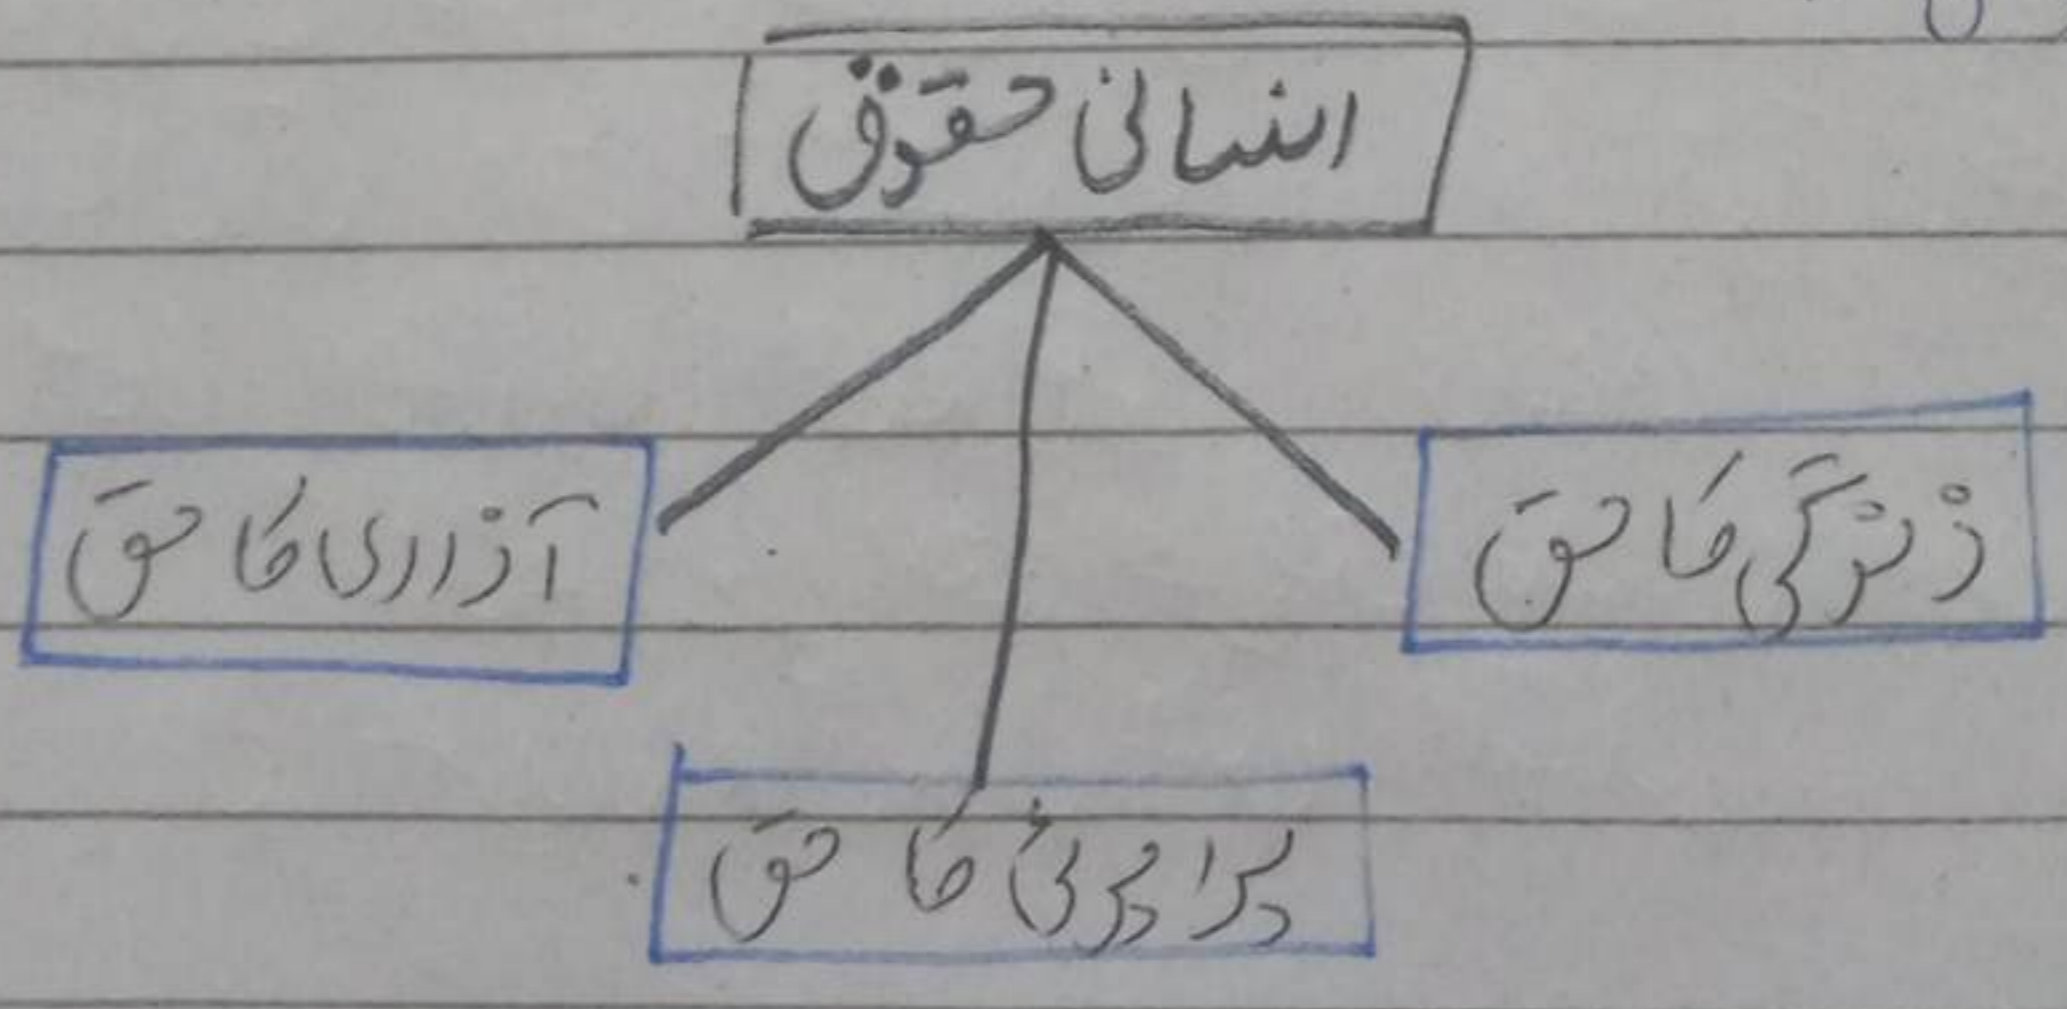 انسانی حقوق
زندگی کا حق
آزادی کا حق
برابری کا حق